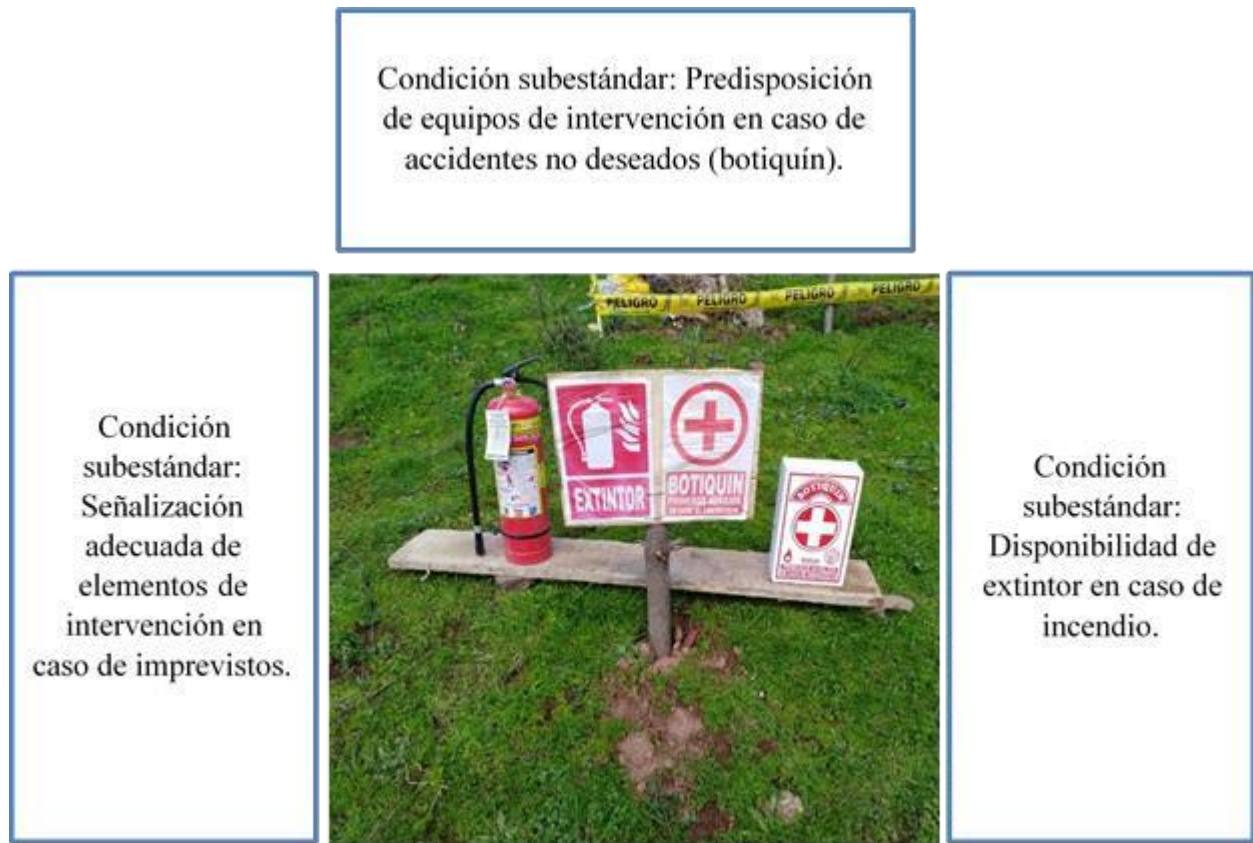 Condición subestándar: Predisposición
de equipos de intervención en caso de
accidentes no deseados (botiquín).
Condición
subestándar:
Señalización
adecuada de
elementos de
intervención en
caso de imprevistos.
PELIGRO PELIGRO PELIGRO PELIGRO
EXTINTOR
BOTIQUIN
BOTIQUIN
Condición
subestándar:
Disponibilidad de
extintor en caso de
incendio.